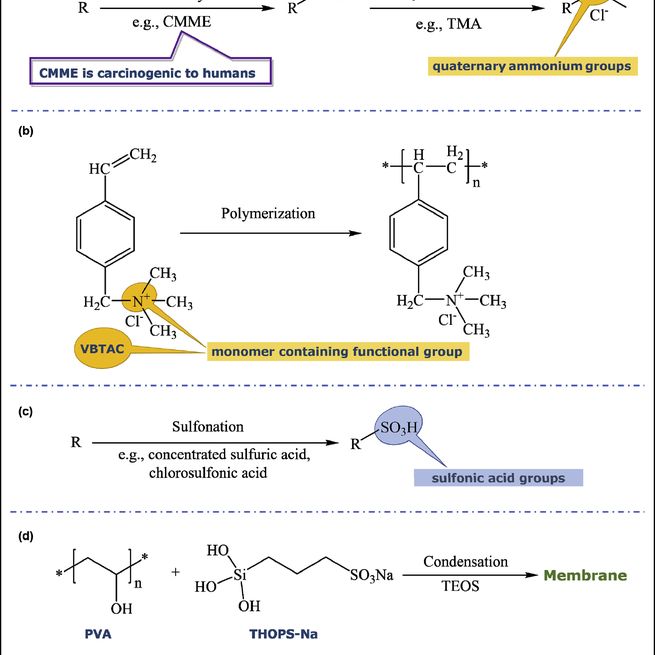 R
e.g., CMME
R
e.g., TMA
R
Cl-
CMME is carcinogenic to humans
quaternary ammonium groups
(b)
HC
CH2
Polymerization
*
[
H
C
H2
C
]n
*
H2C
N+
CH3
CH3
CH3
Cl-
H2C
N+
CH3
CH3
CH3
Cl-
VBTAC
monomer containing functional group
(c)
R
Sulfonation
e.g., concentrated sulfuric acid,
chlorosulfonic acid
R
SO3H
sulfonic acid groups
(d)
*
[
]n
*
OH
+
HO
HO
Si
OH
SO3Na
Condensation
TEOS
Membrane
PVA
THOPS-Na